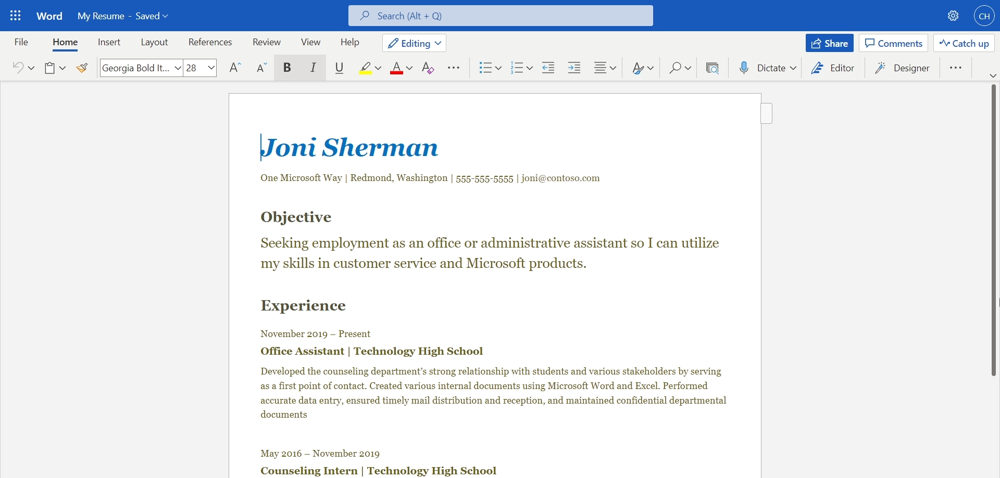 Word My Resume - Saved Search (Alt + Q) CH
File Home Insert Layout References Review View Help Editing Share Comments Catch up
Georgia Bold It... 28 A A B I U A A ... Dictate Editor Designer ...
Joni Sherman
One Microsoft Way | Redmond, Washington | 555-555-5555 | joni@contoso.com
Objective
Seeking employment as an office or administrative assistant so I can utilize
my skills in customer service and Microsoft products.
Experience
November 2019 – Present
Office Assistant | Technology High School
Developed the counseling department’s strong relationship with students and various stakeholders by serving
as a first point of contact. Created various internal documents using Microsoft Word and Excel. Performed
accurate data entry, ensured timely mail distribution and reception, and maintained confidential departmental
documents
May 2016 – November 2019
Counseling Intern | Technology High School